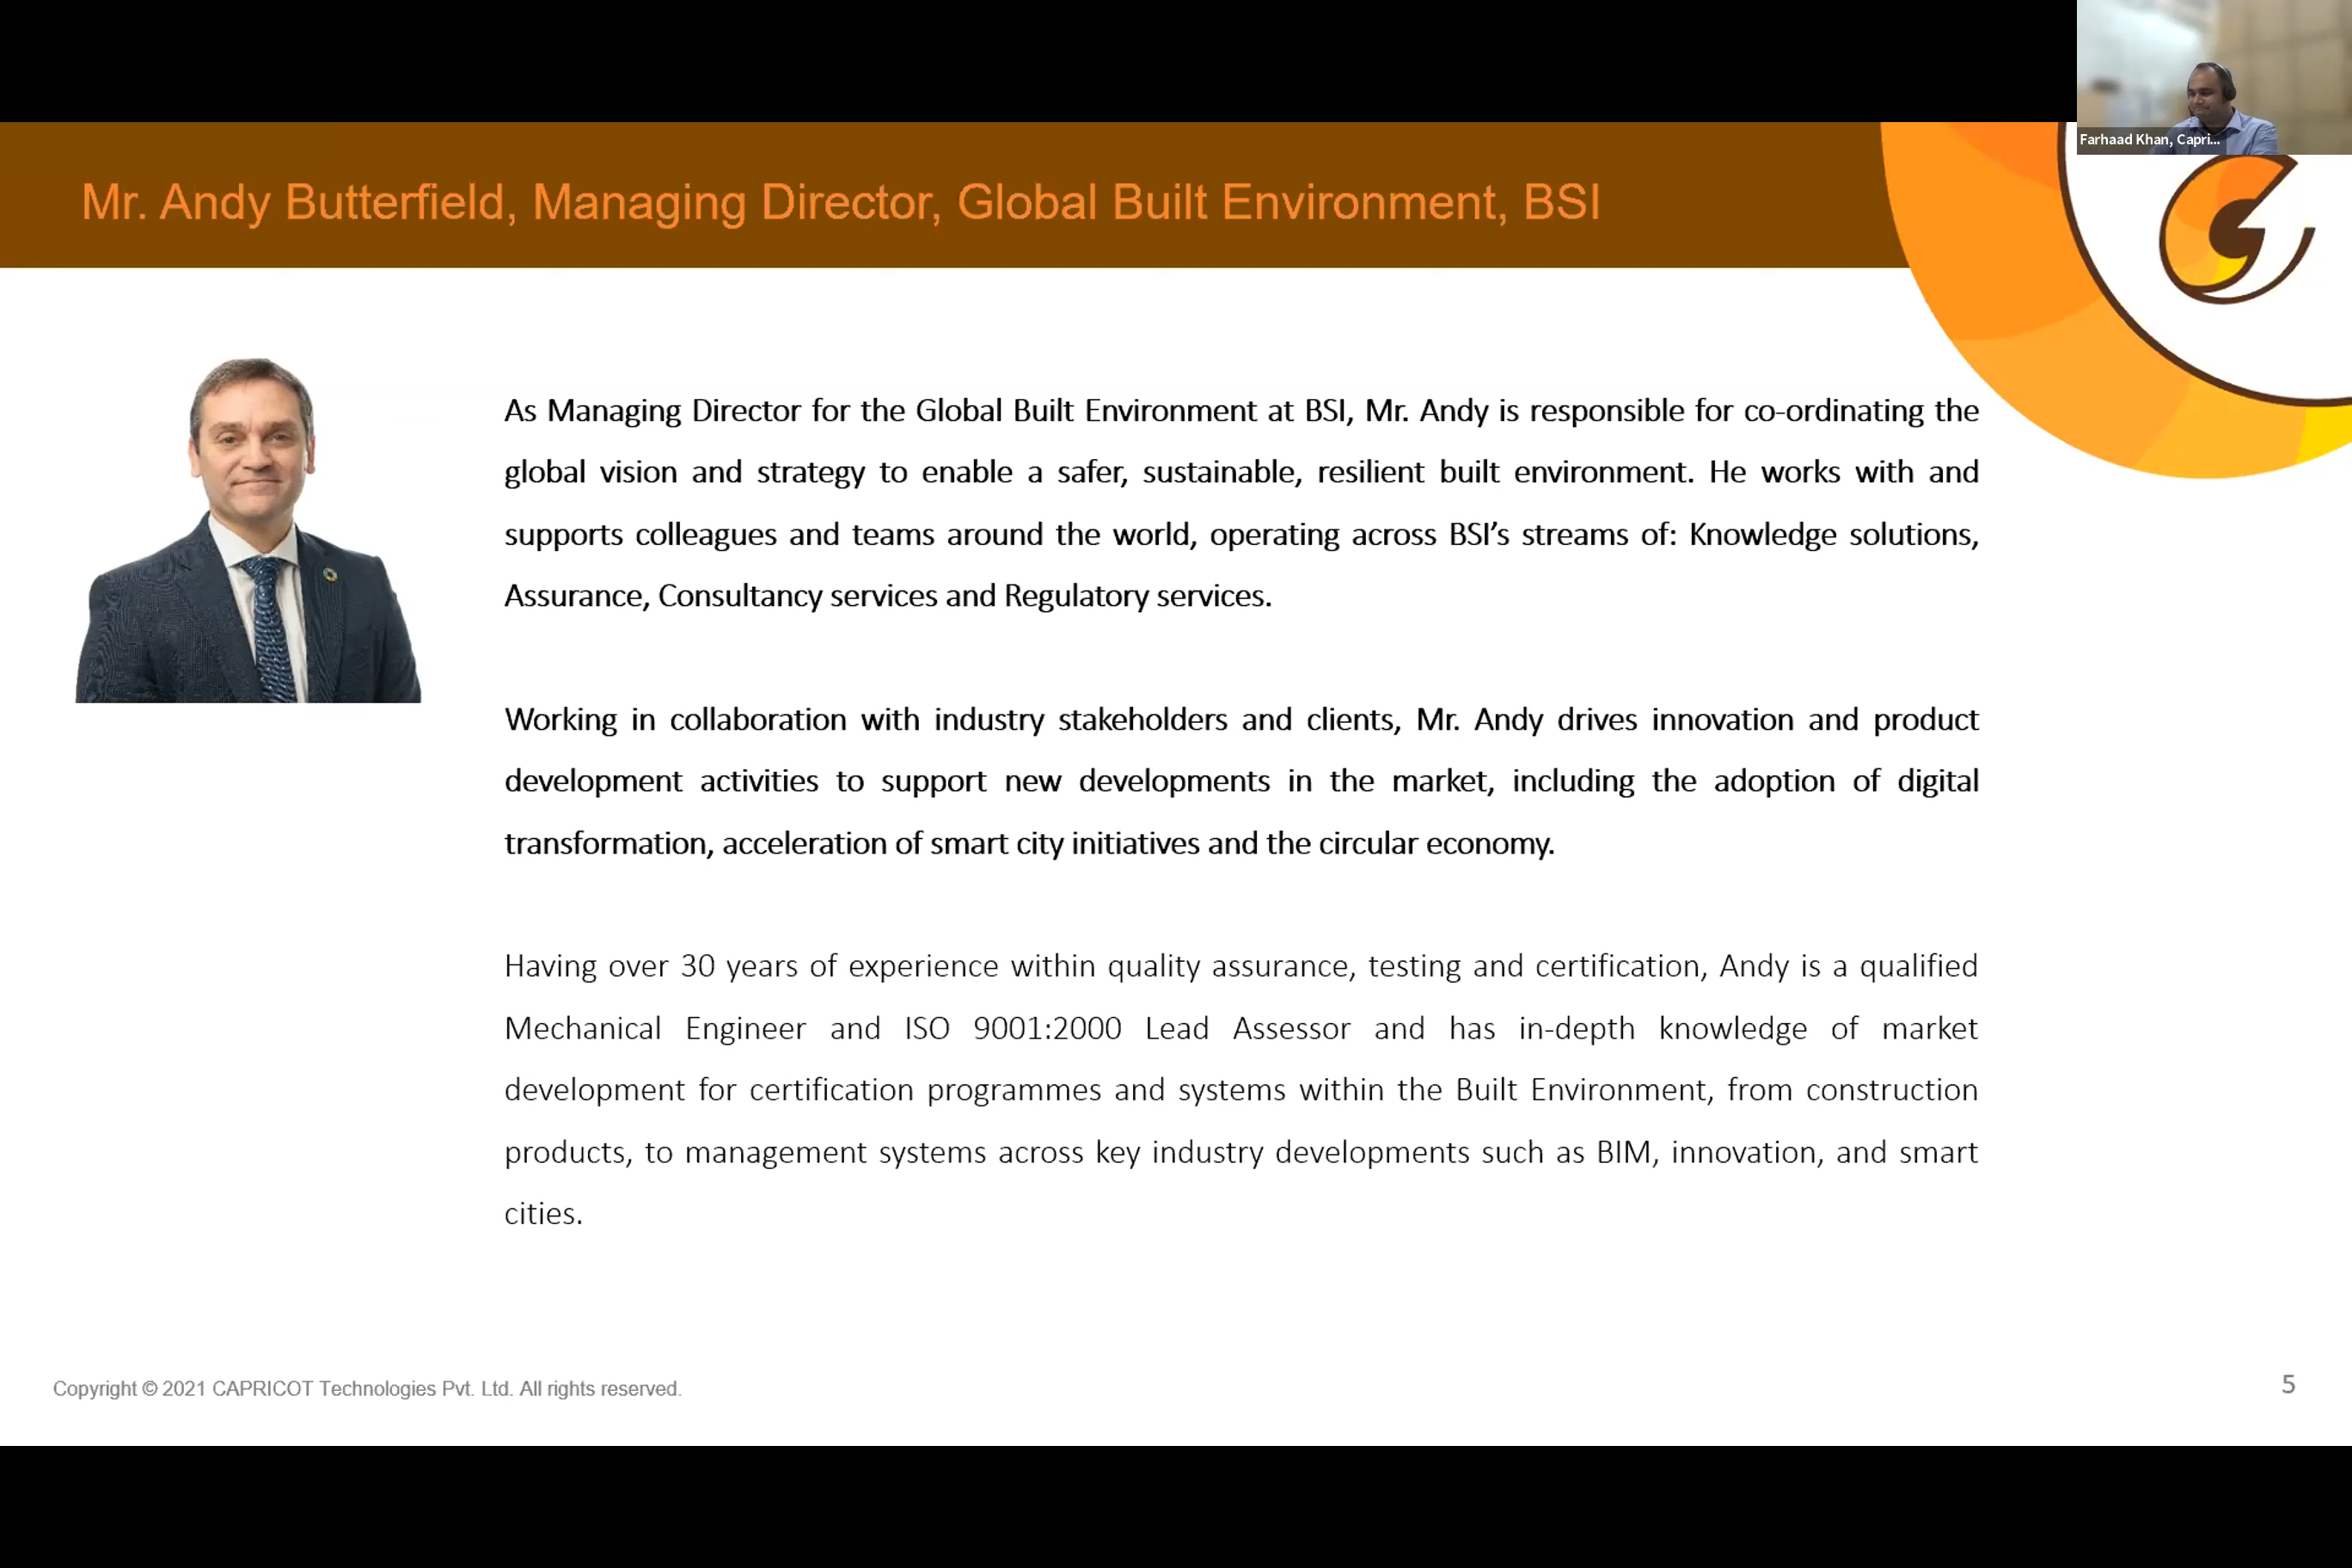 Farhaad Khan, Capri...
Mr. Andy Butterfield, Managing Director, Global Built Environment, BSI
As Managing Director for the Global Built Environment at BSI, Mr. Andy is responsible for co-ordinating the
global vision and strategy to enable a safer, sustainable, resilient built environment. He works with and
supports colleagues and teams around the world, operating across BSI’s streams of: Knowledge solutions,
Assurance, Consultancy services and Regulatory services.
Working in collaboration with industry stakeholders and clients, Mr. Andy drives innovation and product
development activities to support new developments in the market, including the adoption of digital
transformation, acceleration of smart city initiatives and the circular economy.
Having over 30 years of experience within quality assurance, testing and certification, Andy is a qualified
Mechanical Engineer and ISO 9001:2000 Lead Assessor and has in-depth knowledge of market
development for certification programmes and systems within the Built Environment, from construction
products, to management systems across key industry developments such as BIM, innovation, and smart
cities.
Copyright © 2021 CAPRICOT Technologies Pvt. Ltd. All rights reserved.
5